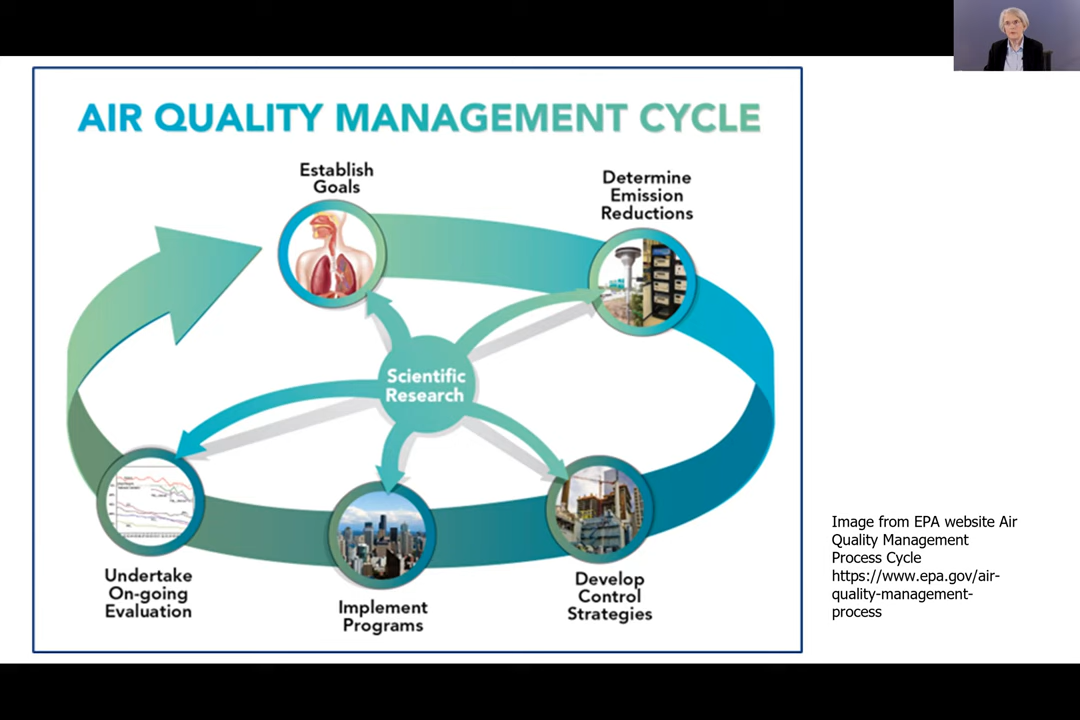 AIR QUALITY MANAGEMENT CYCLE
Establish
Goals
Determine
Emission
Reductions
Scientific
Research
Undertake
On-going
Evaluation
Implement
Programs
Develop
Control
Strategies
Image from EPA website Air
Quality Management
Process Cycle
https://www.epa.gov/air-
quality-management-
process